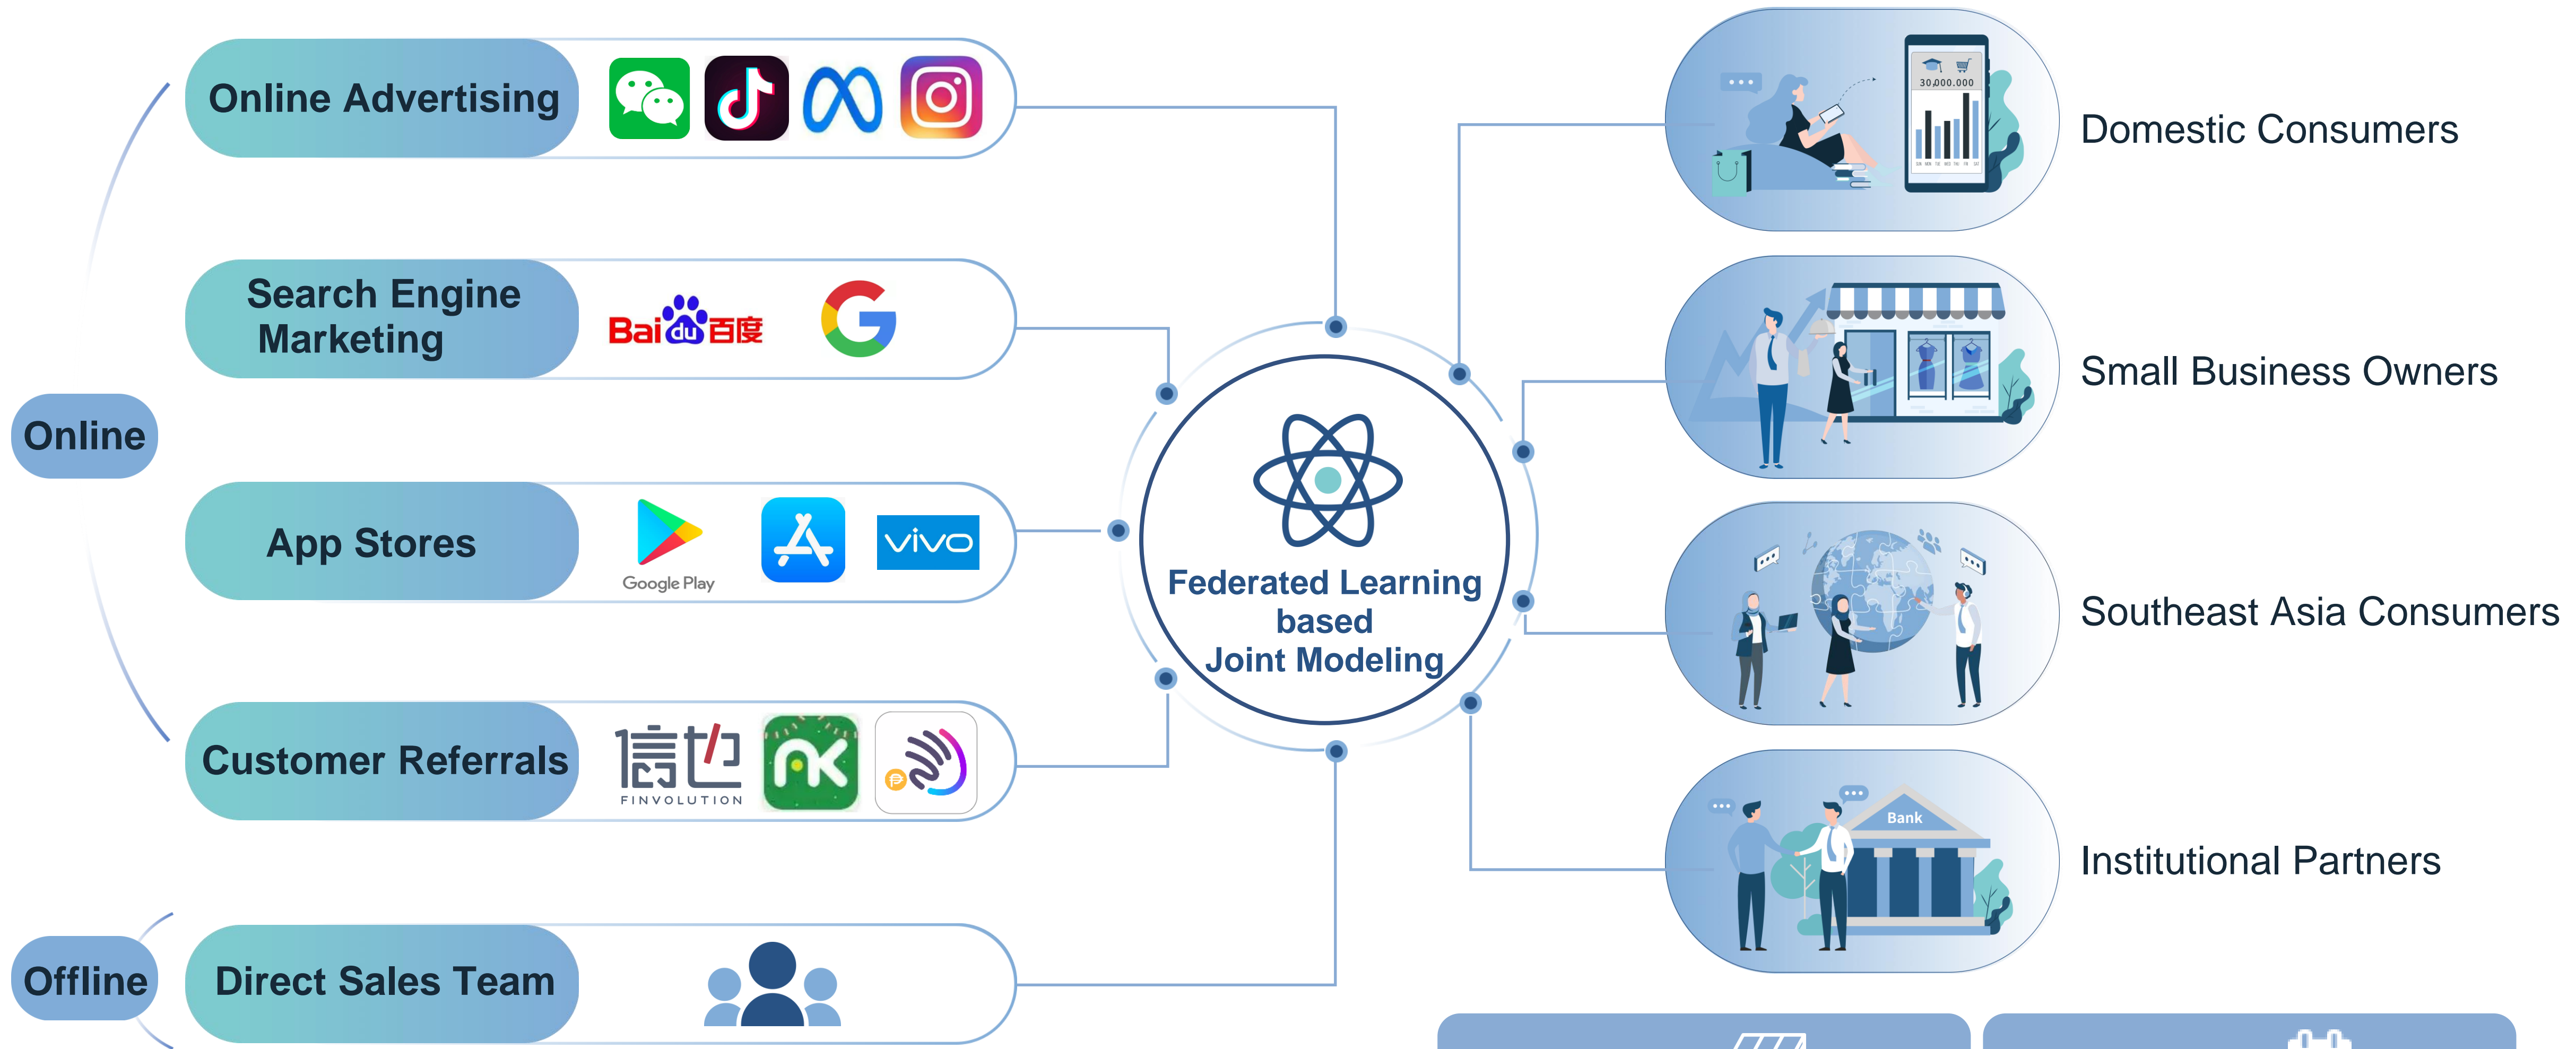 Online
Online Advertising
Search Engine
Marketing
Bai du 百度
App Stores
Google Play
vivo
Customer Referrals
信也
FINVOLUTION
Offline
Direct Sales Team
Federated Learning
based
Joint Modeling
30,000.000
Domestic Consumers
Small Business Owners
Southeast Asia Consumers
Bank
Institutional Partners